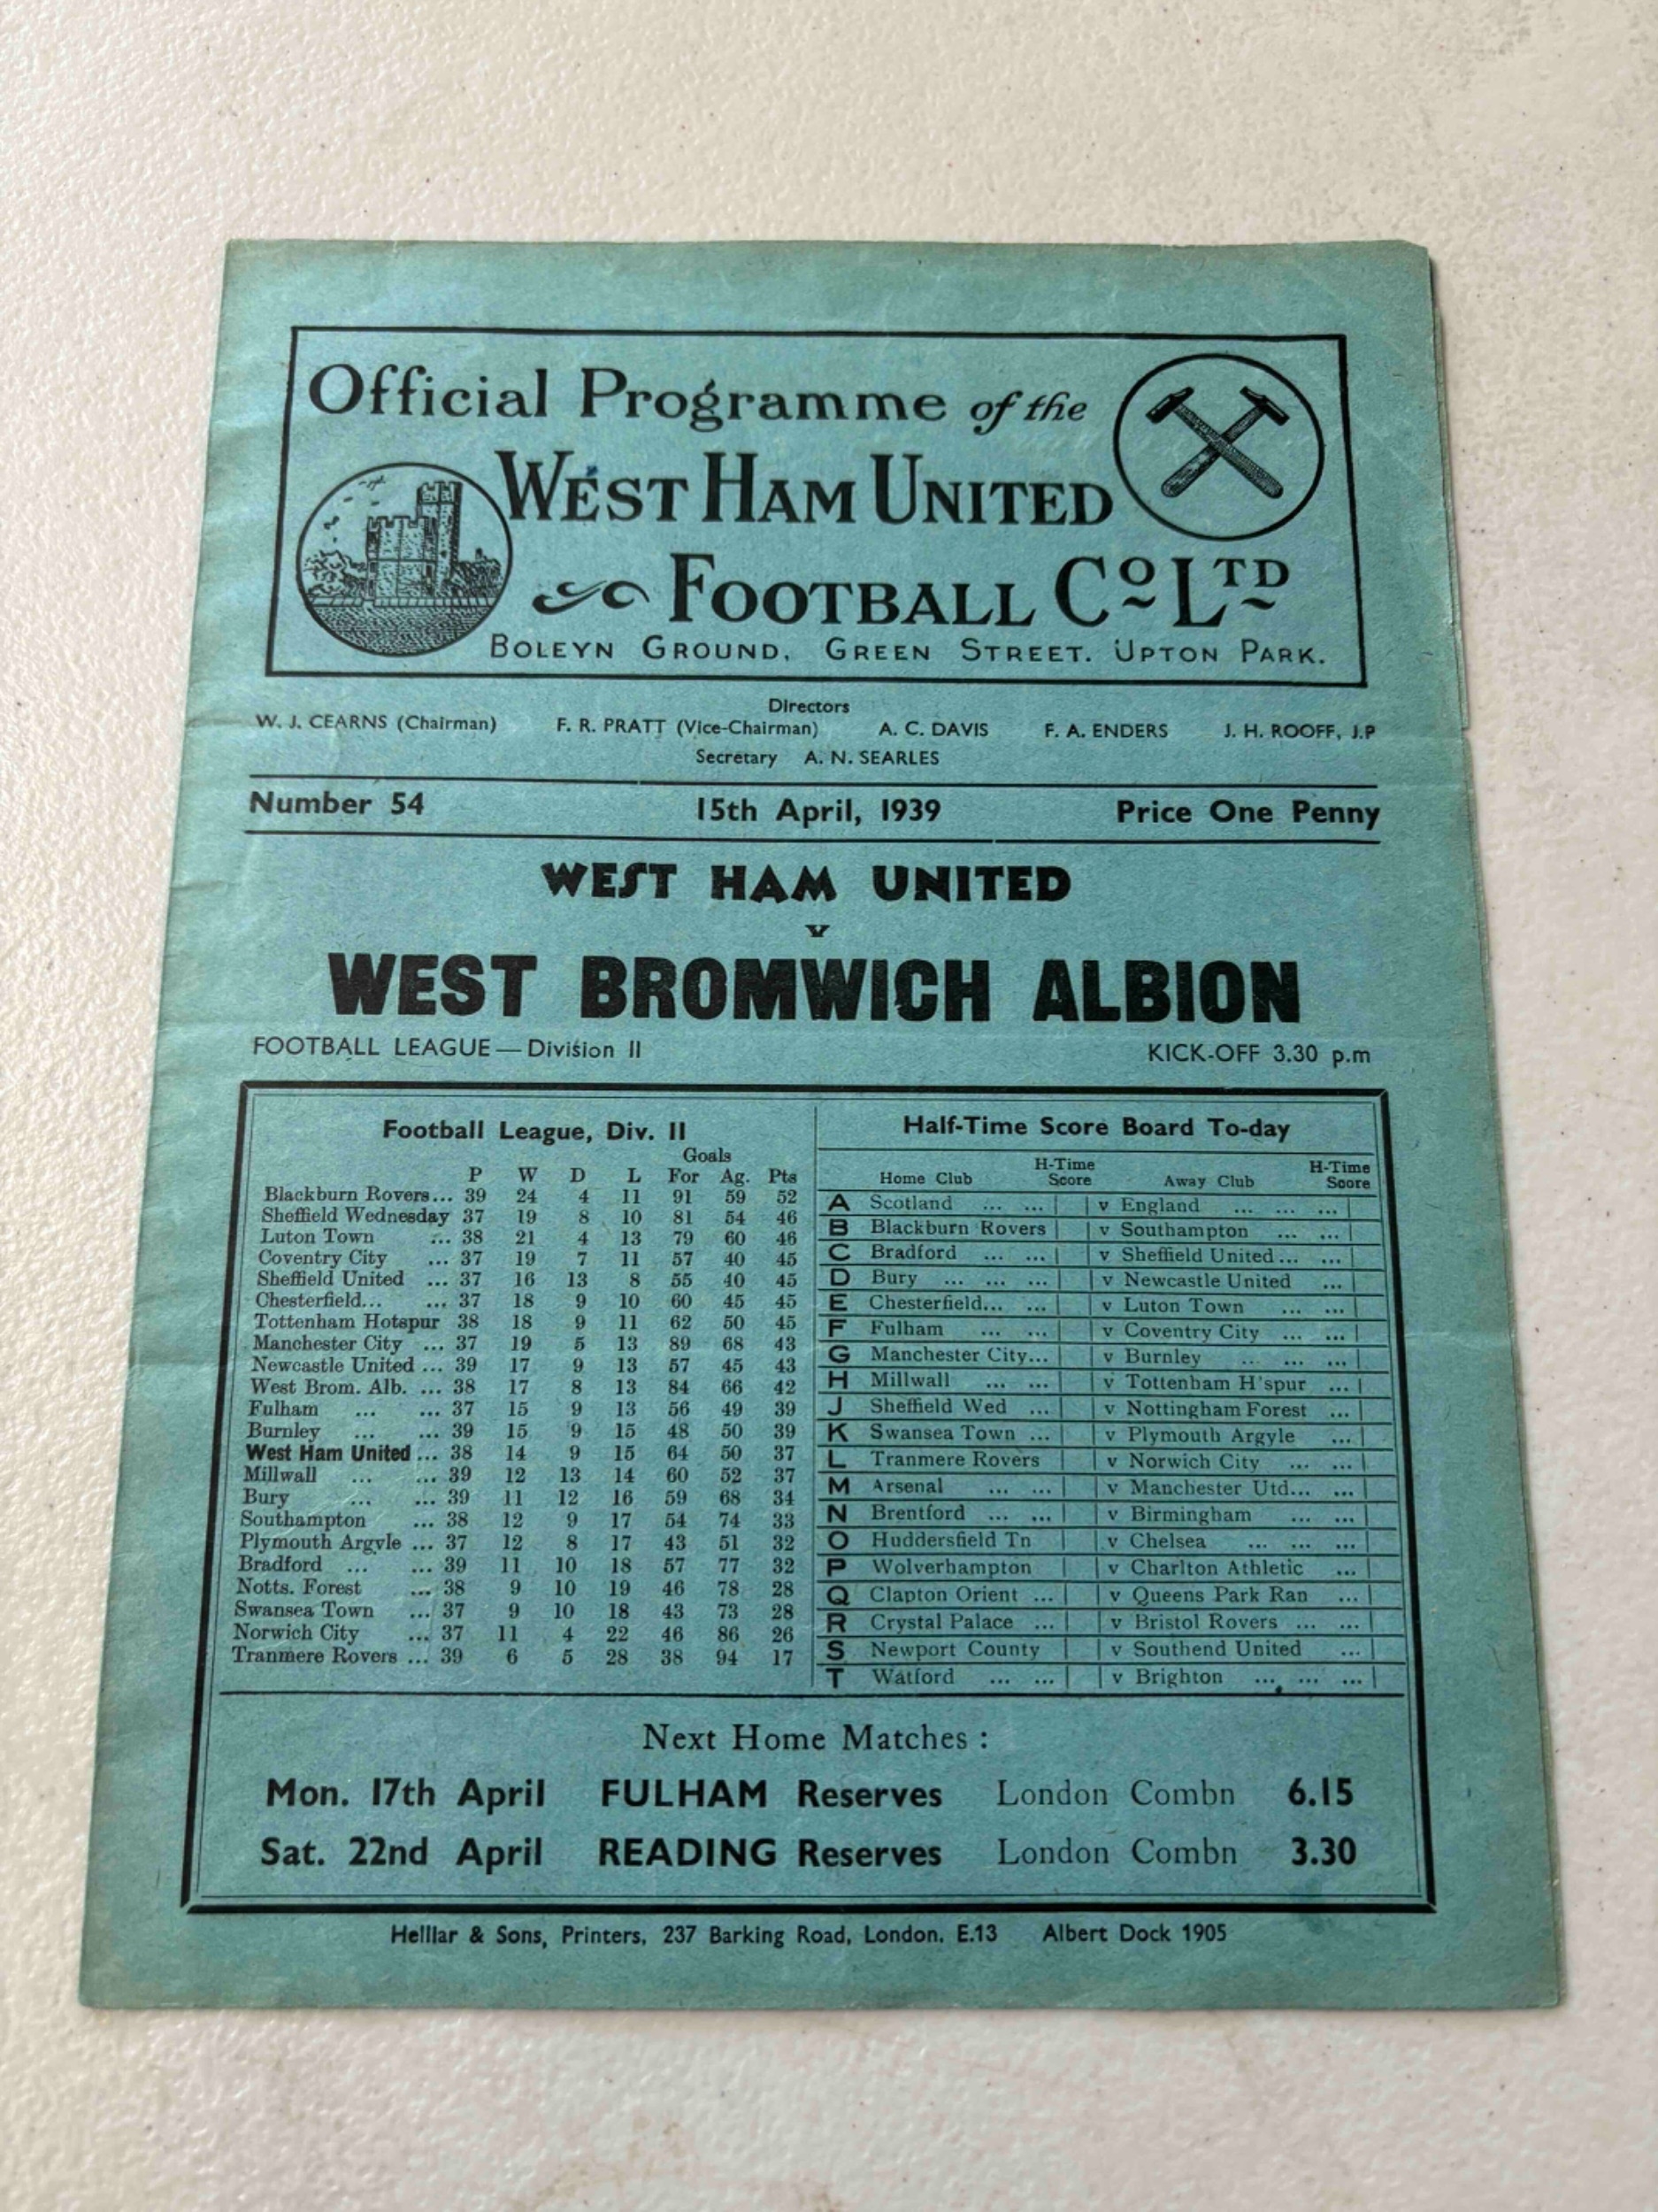 Official Programme of the
WEST HAM UNITED
FOOTBALL CO LTD
BOLEYN GROUND, GREEN STREET. UPTON PARK.
Directors
W. J. CEARNS (Chairman) F. R. PRATT (Vice-Chairman) A. C. DAVIS F. A. ENDERS J. H. ROOFF, J.P
Secretary A. N. SEARLES
Number 54 15th April, 1939 Price One Penny
WEST HAM UNITED
v
WEST BROMWICH ALBION
FOOTBALL LEAGUE — Division II KICK-OFF 3.30 p.m
Football League, Div. II
Goals
P W D L For Ag. Pts
Blackburn Rovers... 39 24 4 11 91 59 52
Sheffield Wednesday 37 19 8 10 81 54 46
Luton Town ... 38 21 4 13 79 60 46
Coventry City ... 37 19 7 11 57 40 45
Sheffield United ... 37 16 13 8 55 40 45
Chesterfield... ... 37 18 9 10 60 45 45
Tottenham Hotspur 38 18 9 11 62 50 45
Manchester City ... 37 19 5 13 89 68 43
Newcastle United ... 39 17 9 13 57 45 43
West Brom. Alb. ... 38 17 8 13 84 66 42
Fulham ... ... 37 15 9 13 56 49 39
Burnley ... ... 39 15 9 15 48 50 39
West Ham United ... 38 14 9 15 64 50 37
Millwall ... ... 39 12 13 14 60 52 37
Bury ... ... 39 11 12 16 59 68 34
Southampton ... 38 12 9 17 54 74 33
Plymouth Argyle ... 37 12 8 17 43 51 32
Bradford ... ... 39 11 10 18 57 77 32
Notts. Forest ... 38 9 10 19 46 78 28
Swansea Town ... 37 9 10 18 43 73 28
Norwich City ... 37 11 4 22 46 86 26
Tranmere Rovers ... 39 6 5 28 38 94 17
Half-Time Score Board To-day
Home Club H-Time Score Away Club H-Time Score
A Scotland ... ... v England ... ... ...
B Blackburn Rovers v Southampton ... ...
C Bradford ... ... v Sheffield United ... ...
D Bury ... ... ... v Newcastle United ...
E Chesterfield... ... v Luton Town ... ...
F Fulham ... ... v Coventry City ... ...
G Manchester City... v Burnley ... ... ...
H Millwall ... ... v Tottenham H'spur ...
J Sheffield Wed ... v Nottingham Forest ...
K Swansea Town ... v Plymouth Argyle ...
L Tranmere Rovers v Norwich City ... ...
M Arsenal ... ... v Manchester Utd... ...
N Brentford ... ... v Birmingham ... ...
O Huddersfield Tn v Chelsea ... ... ...
P Wolverhampton v Charlton Athletic ...
Q Clapton Orient ... v Queens Park Ran ...
R Crystal Palace ... v Bristol Rovers ... ...
S Newport County v Southend United ...
T Watford ... ... v Brighton ... ... ...
Next Home Matches :
Mon. 17th April FULHAM Reserves London Combn 6.15
Sat. 22nd April READING Reserves London Combn 3.30
Helliar & Sons, Printers, 237 Barking Road, London. E.13 Albert Dock 1905